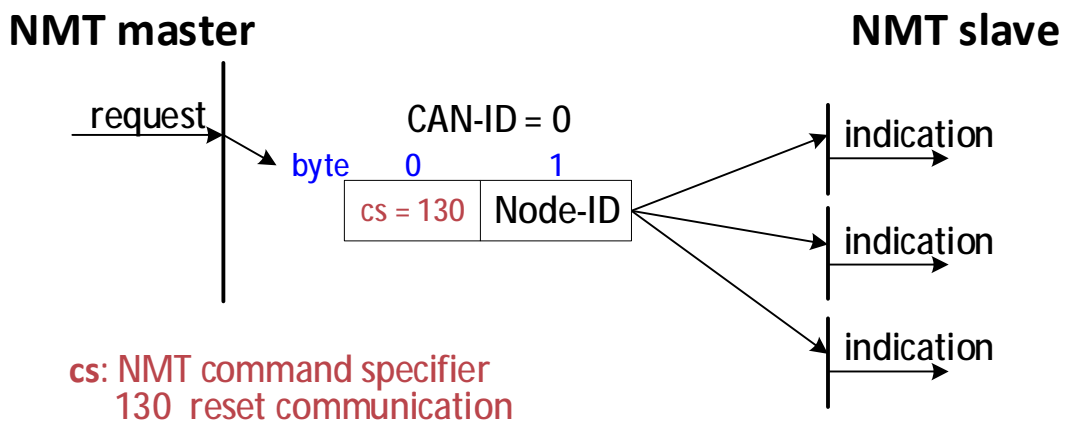 NMT master
NMT slave
request
CAN-ID = 0
indication
byte 0 1
cs = 130 Node-ID
indication
indication
cs: NMT command specifier
130 reset communication